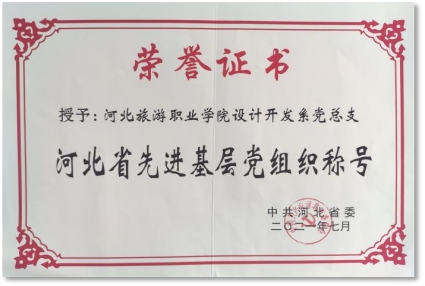 荣誉证书
授予：河北旅游职业学院设计开发系党总支
河北省先进基层党组织称号
中共河北省委
二〇二一年七月